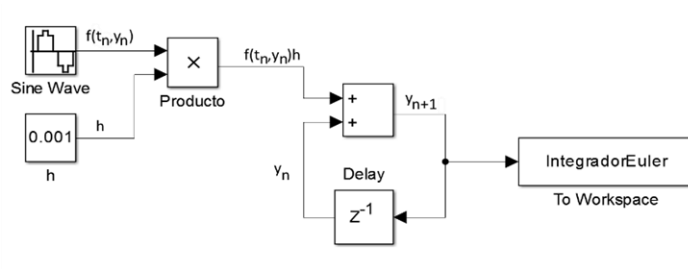 f(tn,yn)
Sine Wave
×
Producto
f(tn,yn)h
0.001
h
h
+
+
yn+1
yn
Delay
Z-1
IntegradorEuler
To Workspace